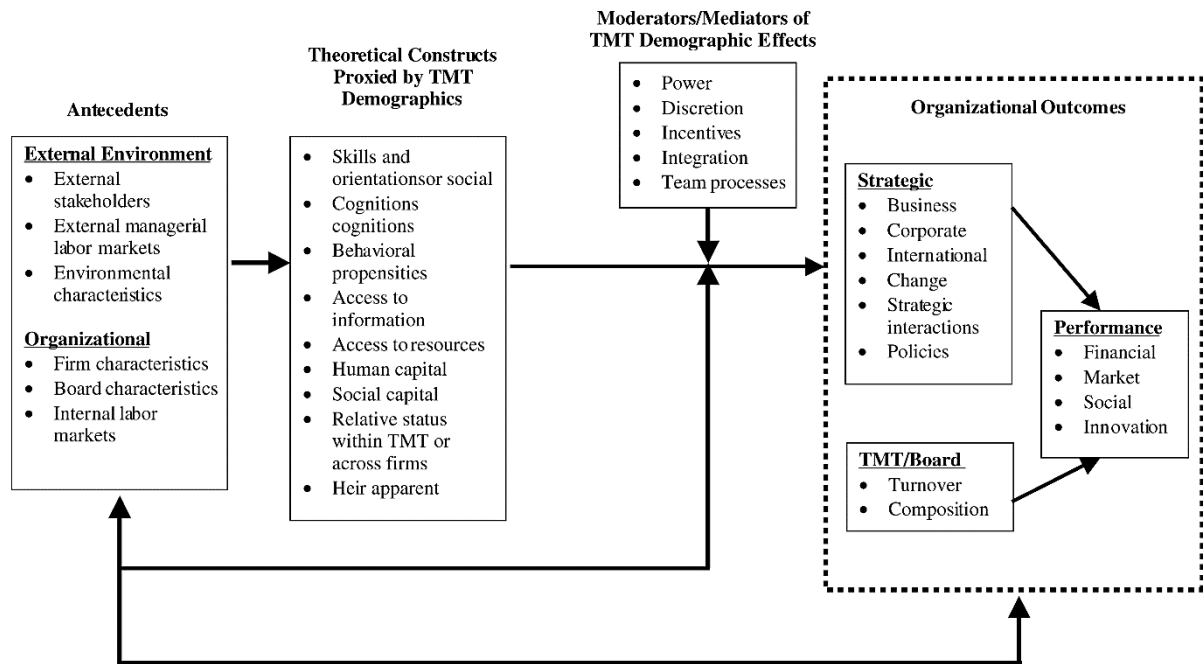 Antecedents
External Environment
• External
stakeholders
• External managerial
labor markets
• Environmental
characteristics
Organizational
• Firm characteristics
• Board characteristics
• Internal labor
markets
Theoretical Constructs
Proxied by TMT
Demographics
• Skills and
orientationsor social
• Cognitions
cognitions
• Behavioral
propensities
• Access to
information
• Access to resources
• Human capital
• Social capital
• Relative status
within TMT or
across firms
• Heir apparent
Moderators/Mediators of
TMT Demographic Effects
• Power
• Discretion
• Incentives
• Integration
• Team processes
Organizational Outcomes
Strategic
• Business
• Corporate
• International
• Change
• Strategic
interactions
• Policies
TMT/Board
• Turnover
• Composition
Performance
• Financial
• Market
• Social
• Innovation